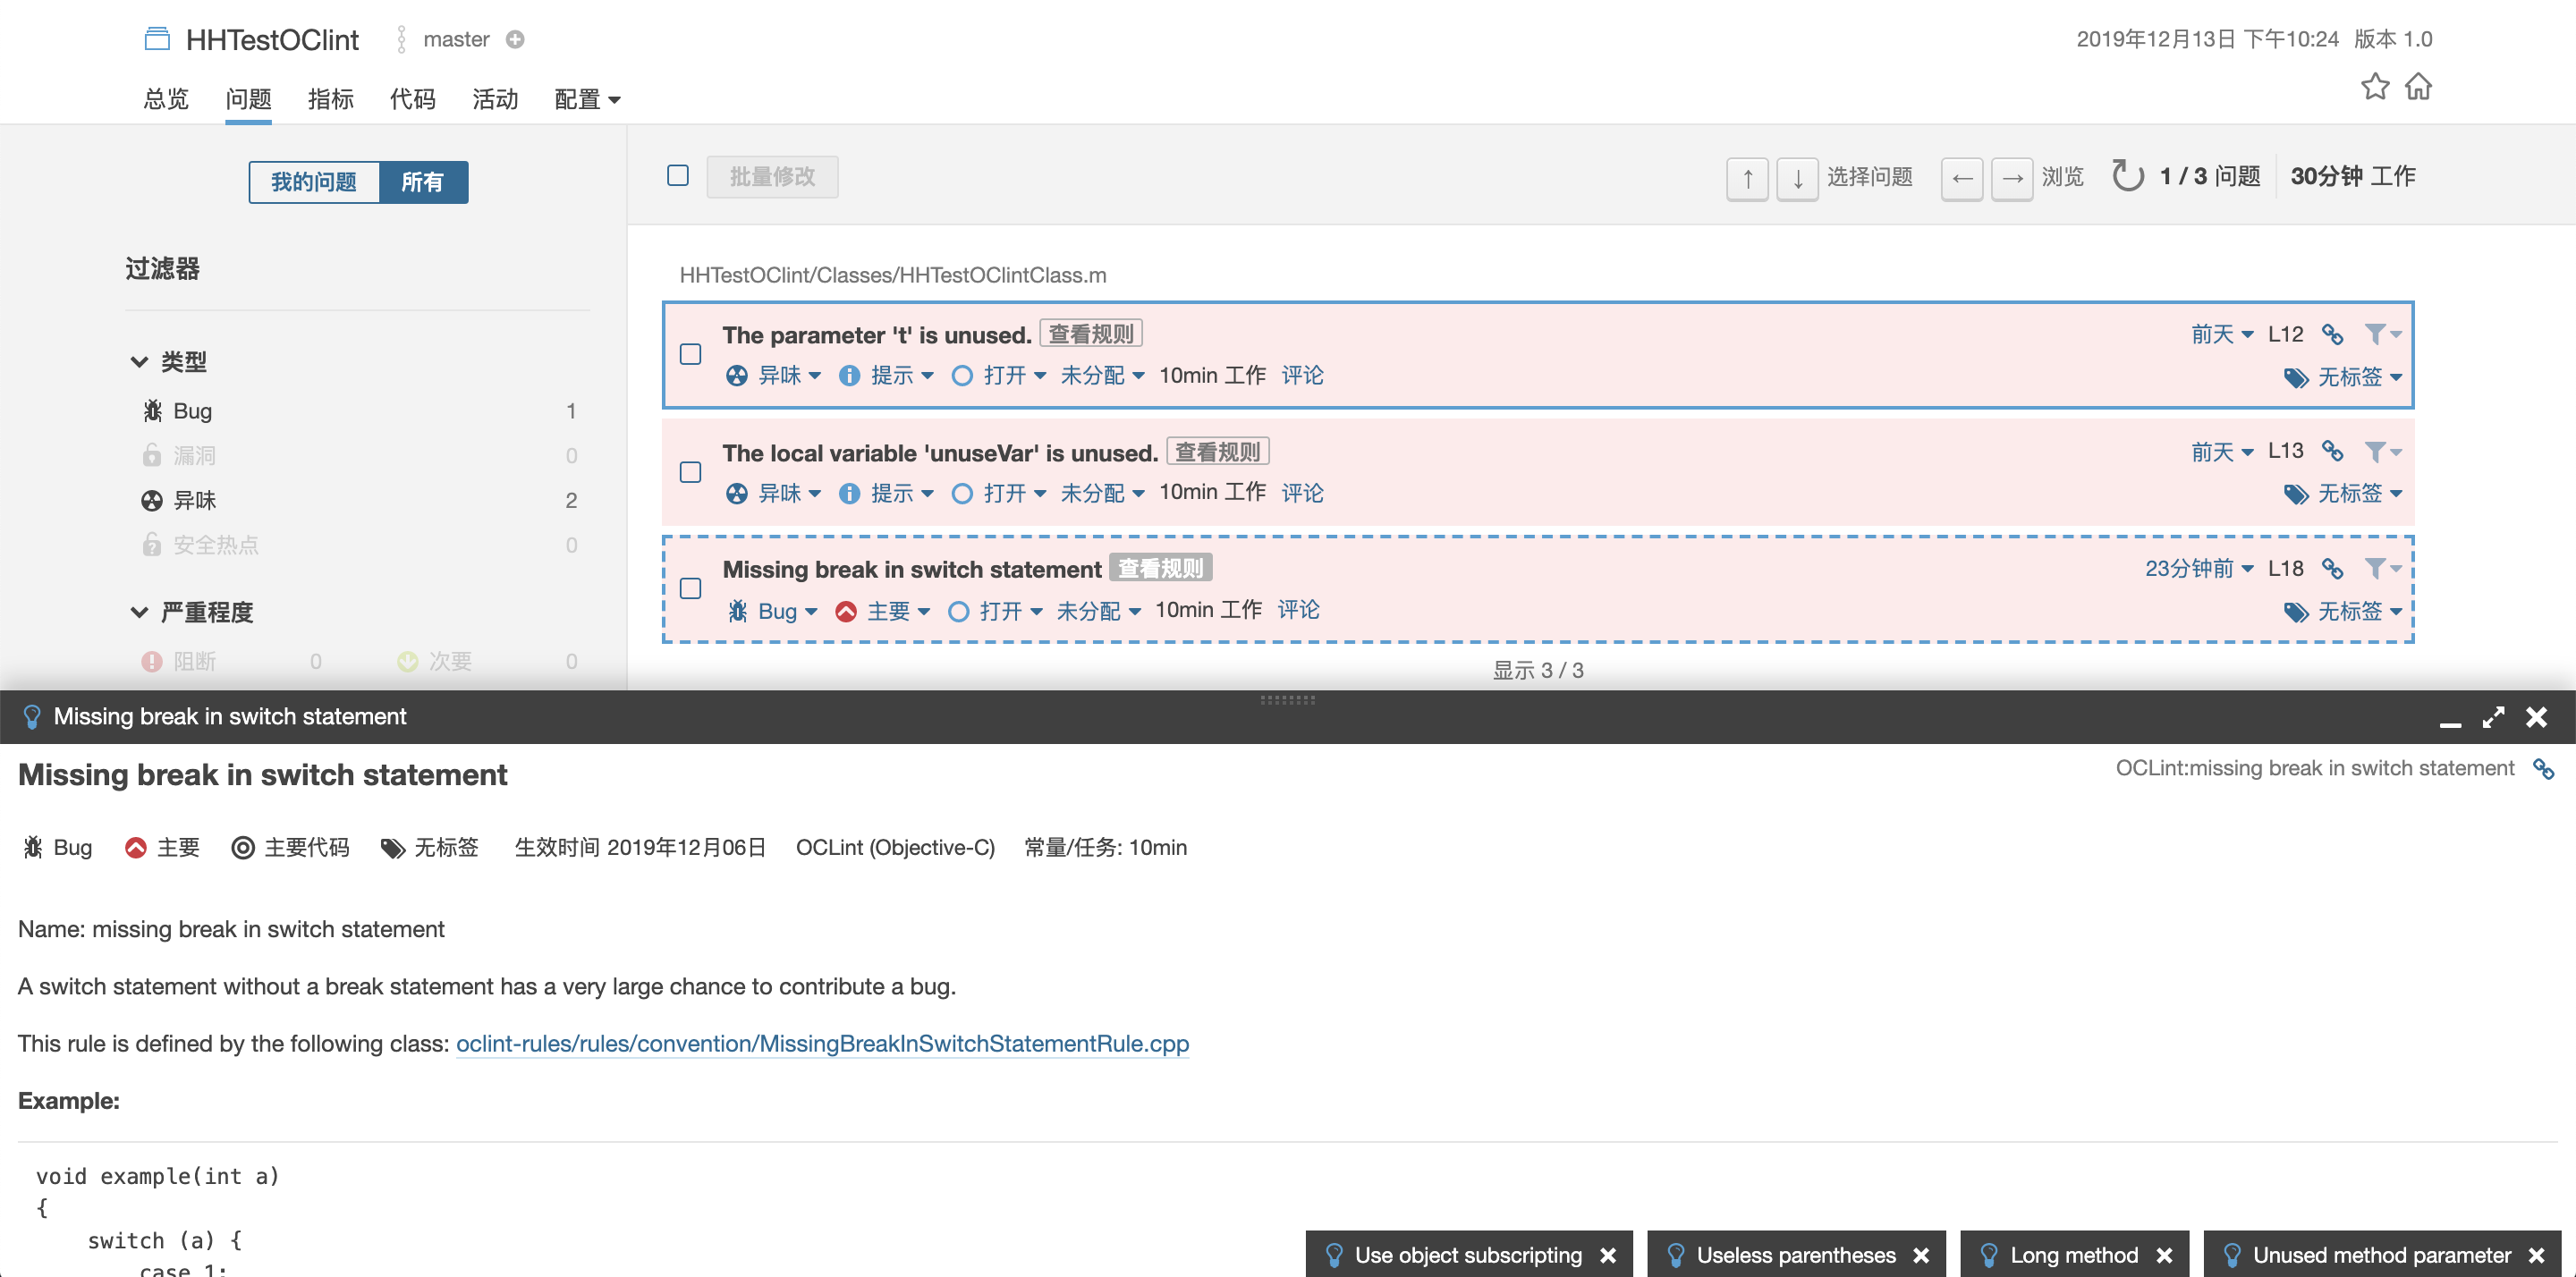 HHTestOClint master
2019年12月13日 下午10:24 版本 1.0
总览 问题 指标 代码 活动 配置
我的问题 所有
过滤器
类型
Bug 1
漏洞 0
异味 2
安全热点 0
严重程度
阻断 0 次要 0
批量修改
↑ ↓ 选择问题 ← → 浏览 1 / 3 问题 30分钟 工作
HHTestOClint/Classes/HHTestOClintClass.m
The parameter 't' is unused. 查看规则 前天 L12
异味 提示 打开 未分配 10min 工作 评论 无标签
The local variable 'unuseVar' is unused. 查看规则 前天 L13
异味 提示 打开 未分配 10min 工作 评论 无标签
Missing break in switch statement 查看规则 23分钟前 L18
Bug 主要 打开 未分配 10min 工作 评论 无标签
显示 3 / 3
Missing break in switch statement
Missing break in switch statement OCLint:missing break in switch statement
Bug 主要 主要代码 无标签 生效时间 2019年12月06日 OCLint (Objective-C) 常量/任务: 10min
Name: missing break in switch statement
A switch statement without a break statement has a very large chance to contribute a bug.
This rule is defined by the following class: oclint-rules/rules/convention/MissingBreakInSwitchStatementRule.cpp
Example:
void example(int a)
{
switch (a) {
case 1:
Use object subscripting Useless parentheses Long method Unused method parameter